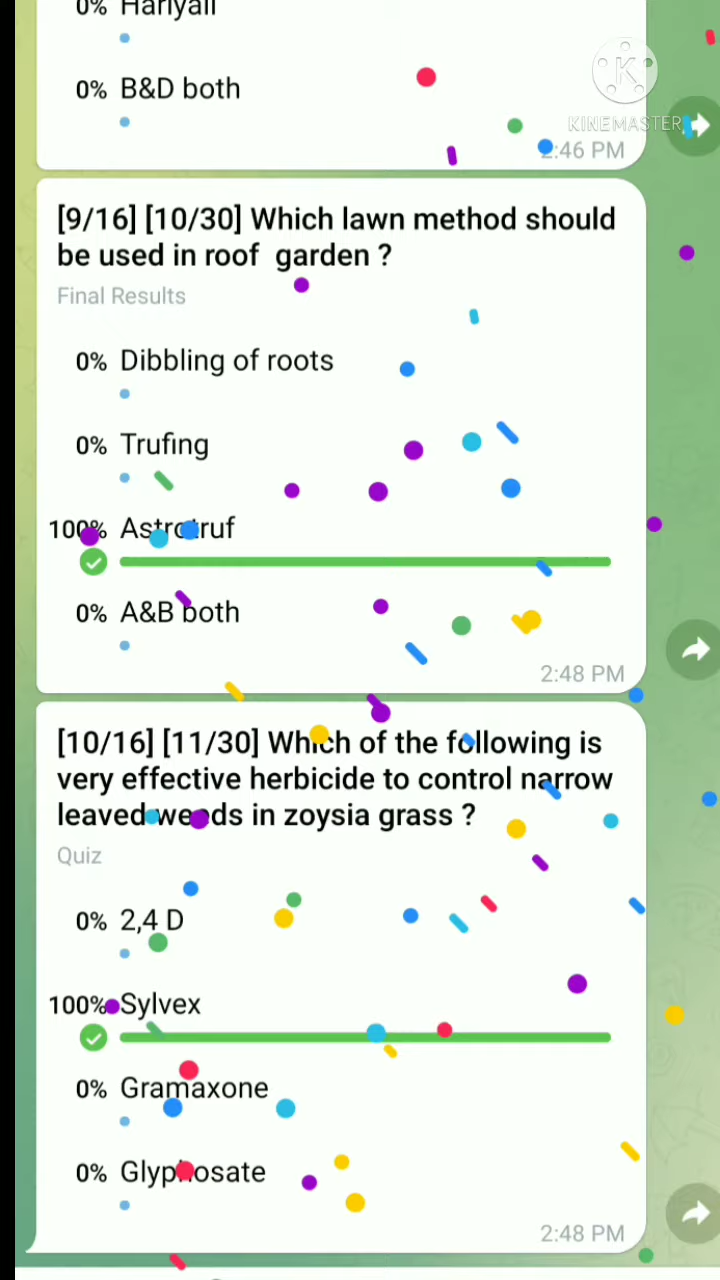 0% Hariyali
0% B&D both
KINEMASTER
2:46 PM
[9/16] [10/30] Which lawn method should
be used in roof garden ?
Final Results
0% Dibbling of roots
0% Trufing
100% Astrotruf
0% A&B both
2:48 PM
[10/16] [11/30] Which of the following is
very effective herbicide to control narrow
leaved weeds in zoysia grass ?
Quiz
0% 2,4 D
100% Sylvex
0% Gramaxone
0% Glyphosate
2:48 PM